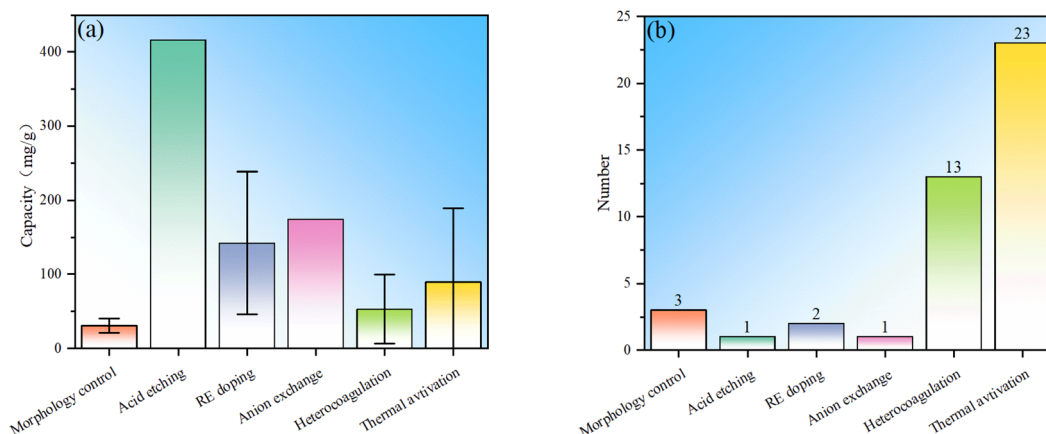 (a)
Capacity（mg/g）
400
300
200
100
0
Morphology control
Acid etching
RE doping
Anion exchange
Heterocoagulation
Thermal avtivation
(b)
Number
25
20
15
10
5
0
3
1
2
1
13
23
Morphology control
Acid etching
RE doping
Anion exchange
Heterocoagulation
Thermal avtivation